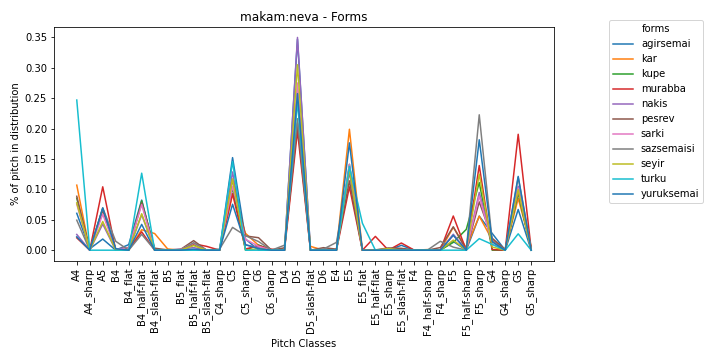 makam:neva - Forms
% of pitch in distribution
0.35
0.30
0.25
0.20
0.15
0.10
0.05
0.00
A4
A4_sharp
A5
B4
B4_flat
B4_half-flat
B4_slash-flat
B5
B5_flat
B5_half-flat
B5_slash-flat
C4_sharp
C5
C5_sharp
C6
C6_sharp
D4
D5
D5_slash-flat
D6
E4
E5
E5_flat
E5_half-flat
E5_sharp
E5_slash-flat
F4
F4_half-sharp
F4_sharp
F5
F5_half-sharp
F5_sharp
G4
G4_sharp
G5
G5_sharp
Pitch Classes
forms
agirsemai
kar
kupe
murabba
nakis
pesrev
sarki
sazsemaisi
seyir
turku
yuruksemai